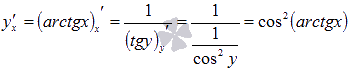 y′ₓ = (arctgx)ₓ′ = 1/(tgy)ᵧ′ = 1/(1/cos² y) = cos²(arctgx)